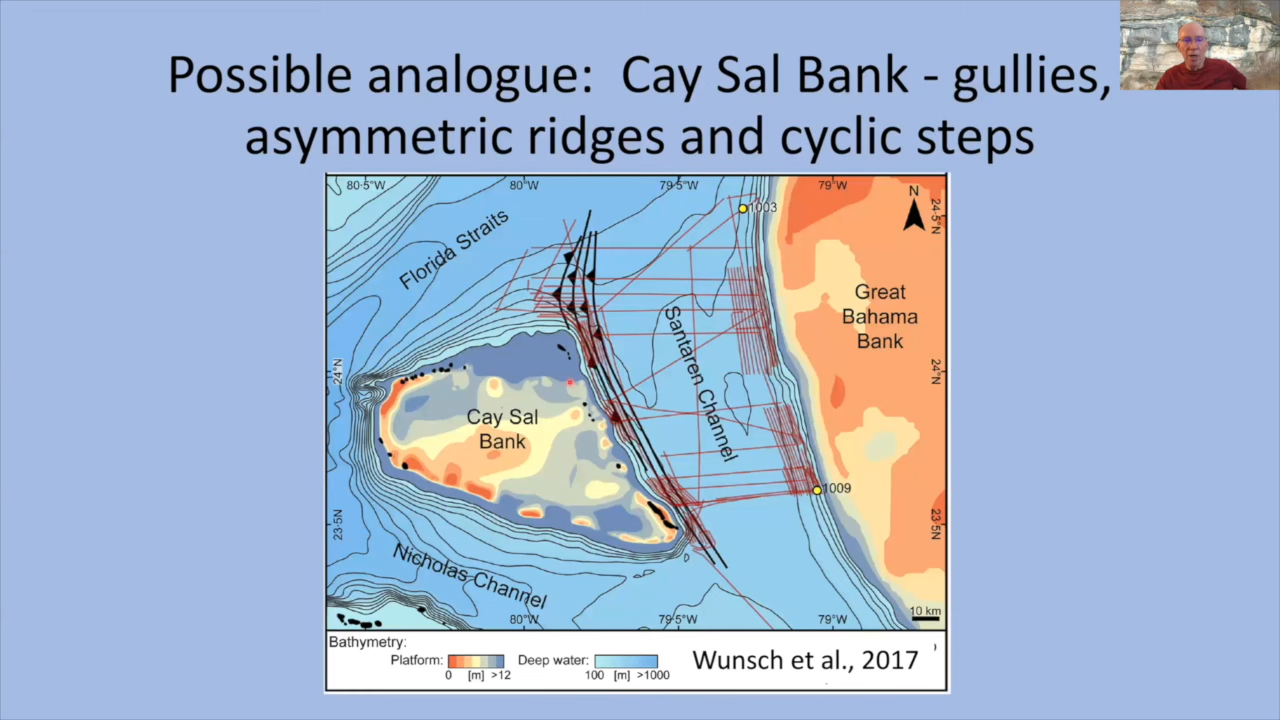 Possible analogue: Cay Sal Bank - gullies,
asymmetric ridges and cyclic steps
80·5°W
80°W
79·5°W
79°W
N
24·5°N
1003
Florida Straits
Great
Bahama
Bank
Santaren Channel
24°N
24°N
Cay Sal
Bank
1009
23·5N
23·5N
Nicholas Channel
10 km
80°W
79·5°W
79°W
Bathymetry:
Platform:
Deep water:
0 [m] >12
100 [m] >1000
Wunsch et al., 2017